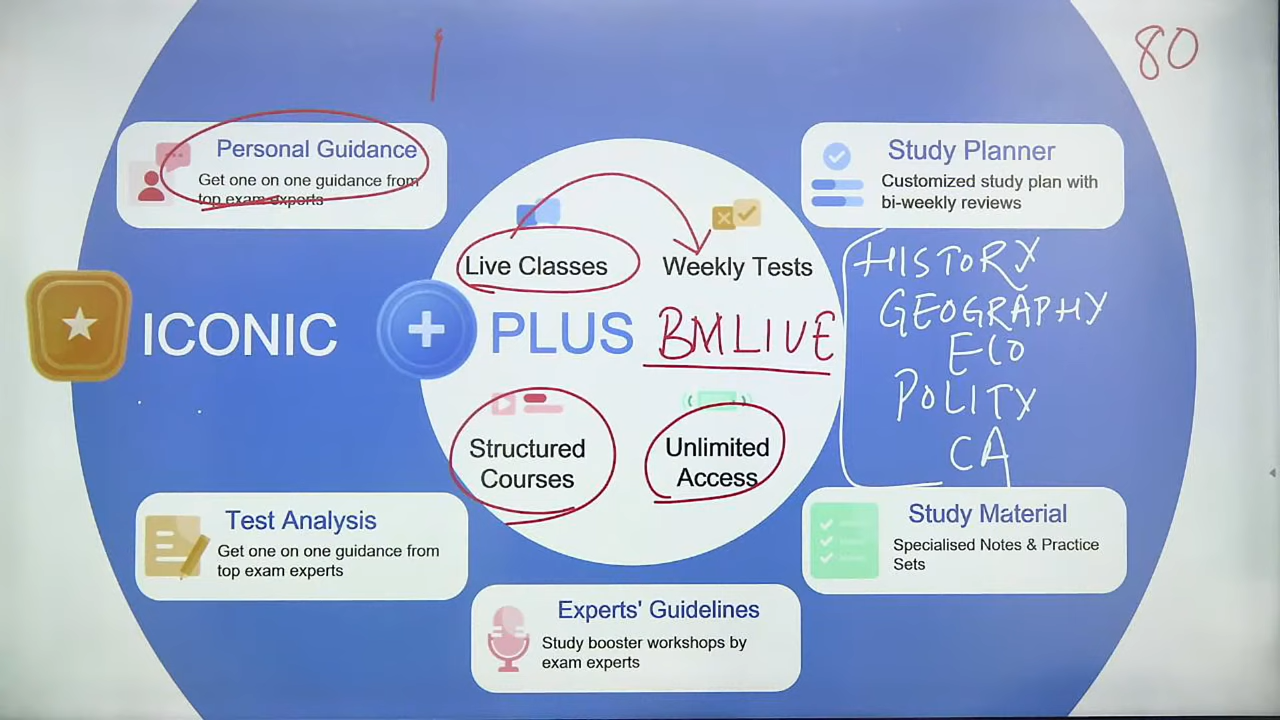 80
Personal Guidance
Get one on one guidance from
top exam experts
Study Planner
Customized study plan with
bi-weekly reviews
Live Classes
Weekly Tests
ICONIC
PLUS
BMLIVE
HISTORY
GEOGRAPHY
ECO
POLITY
CA
Structured
Courses
Unlimited
Access
Test Analysis
Get one on one guidance from
top exam experts
Study Material
Specialised Notes & Practice
Sets
Experts' Guidelines
Study booster workshops by
exam experts